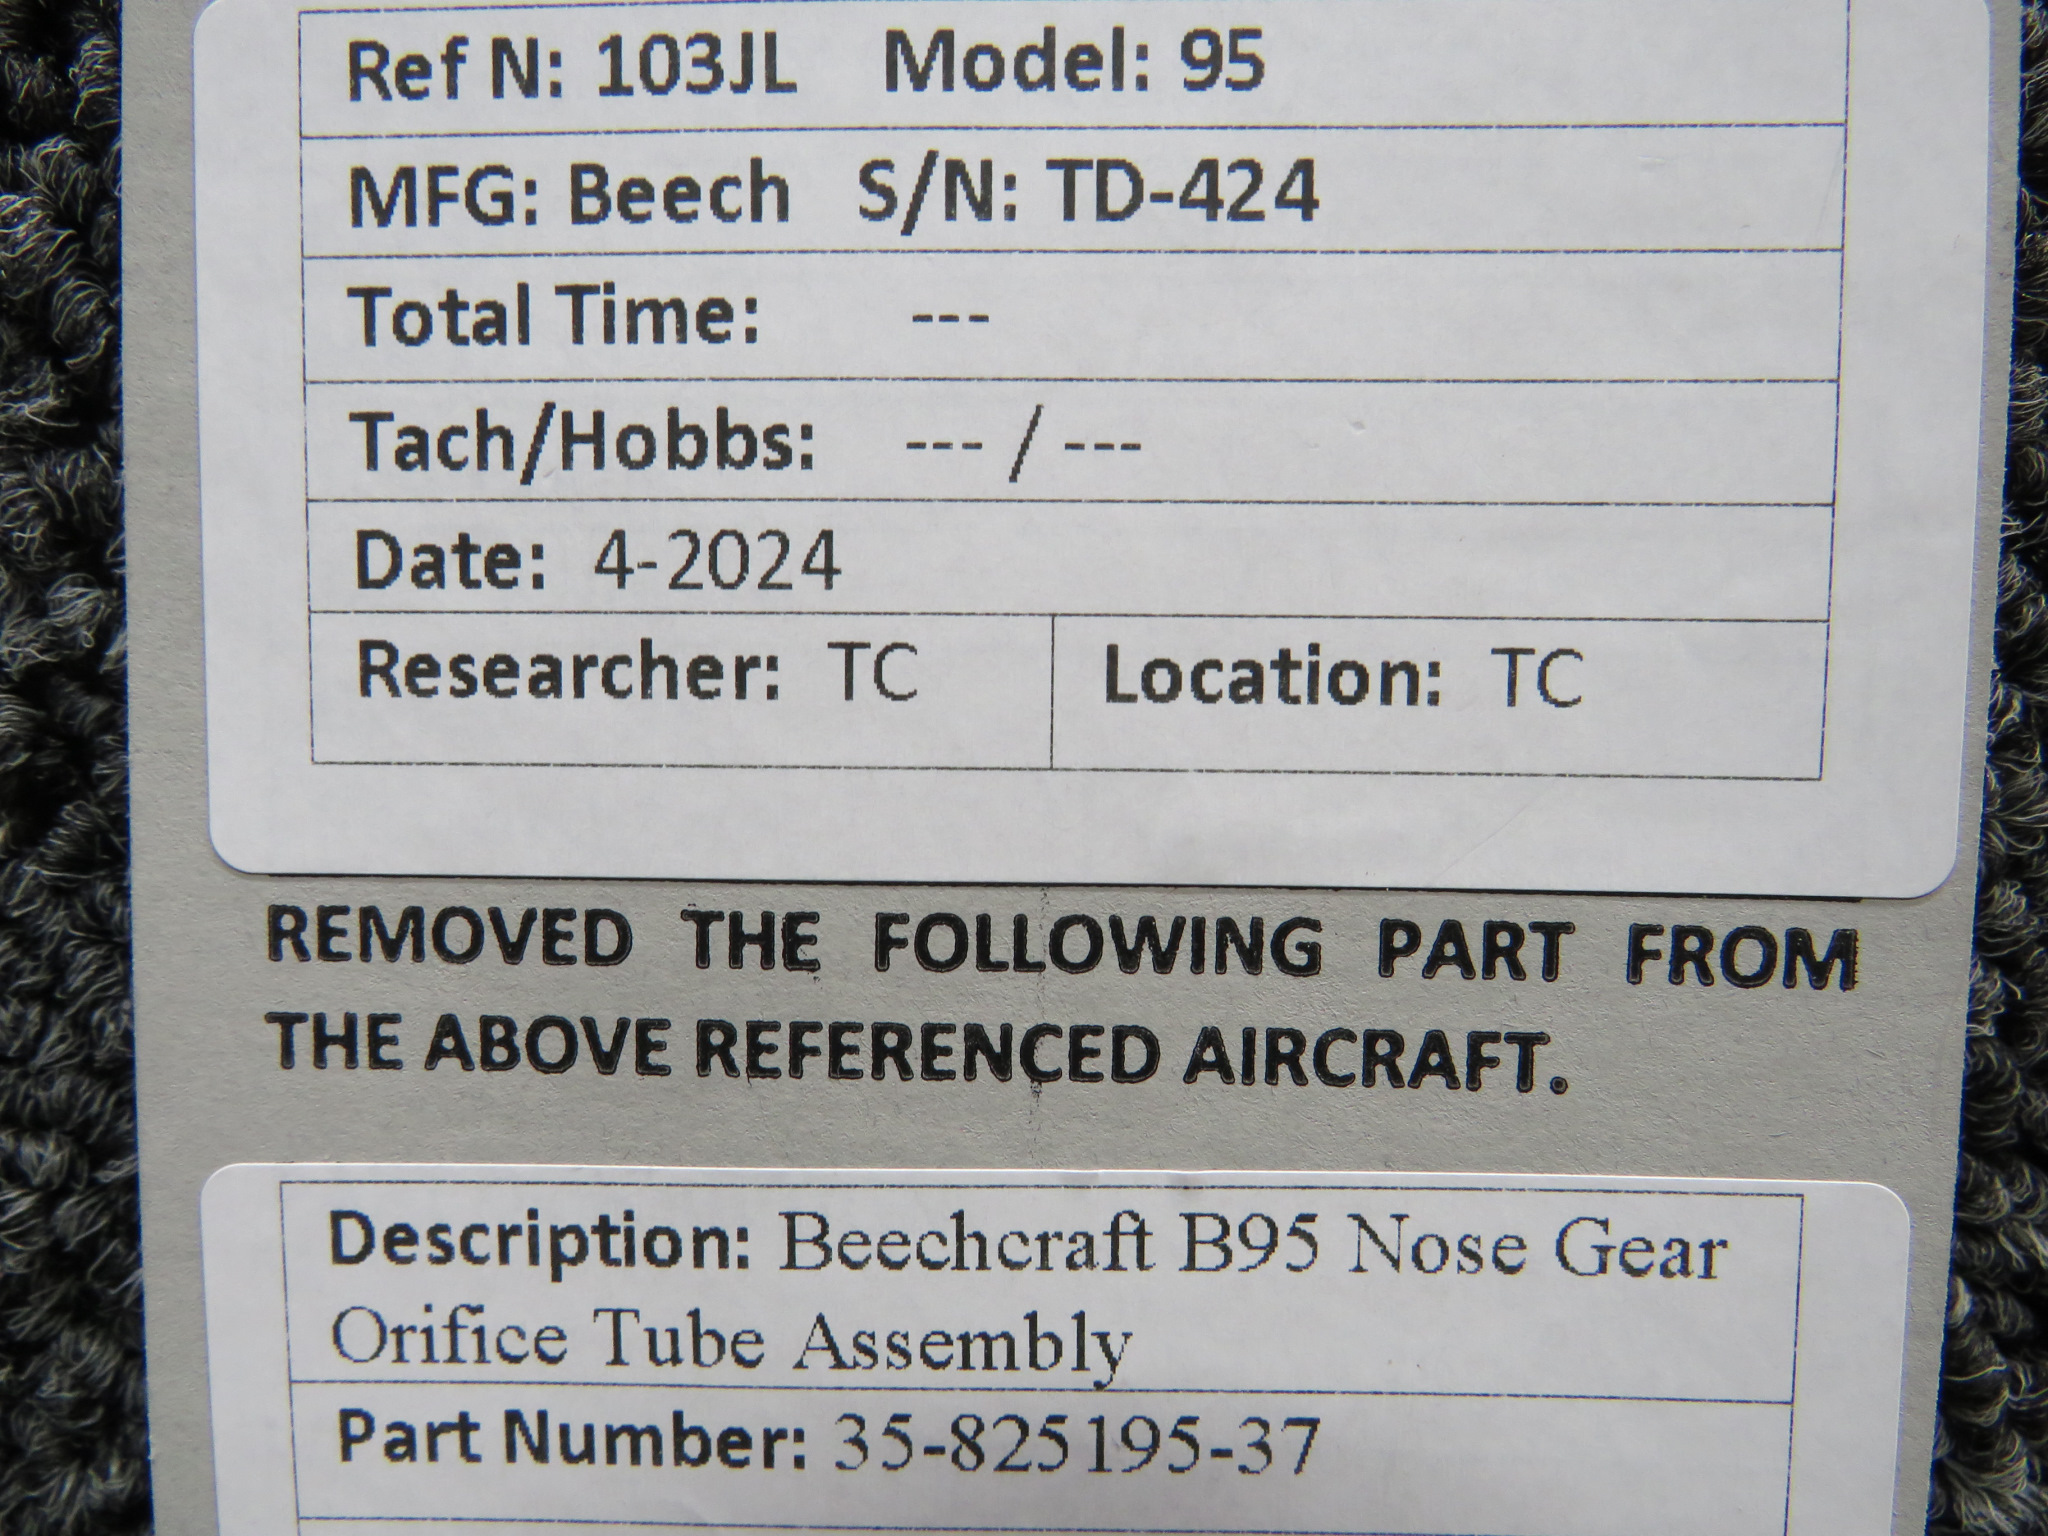 Ref N: 103JL Model: 95
MFG: Beech S/N: TD-424
Total Time: ---
Tach/Hobbs: --- / ---
Date: 4-2024
Researcher: TC Location: TC
REMOVED THE FOLLOWING PART FROM
THE ABOVE REFERENCED AIRCRAFT.
Description: Beechcraft B95 Nose Gear
Orifice Tube Assembly
Part Number: 35-825195-37